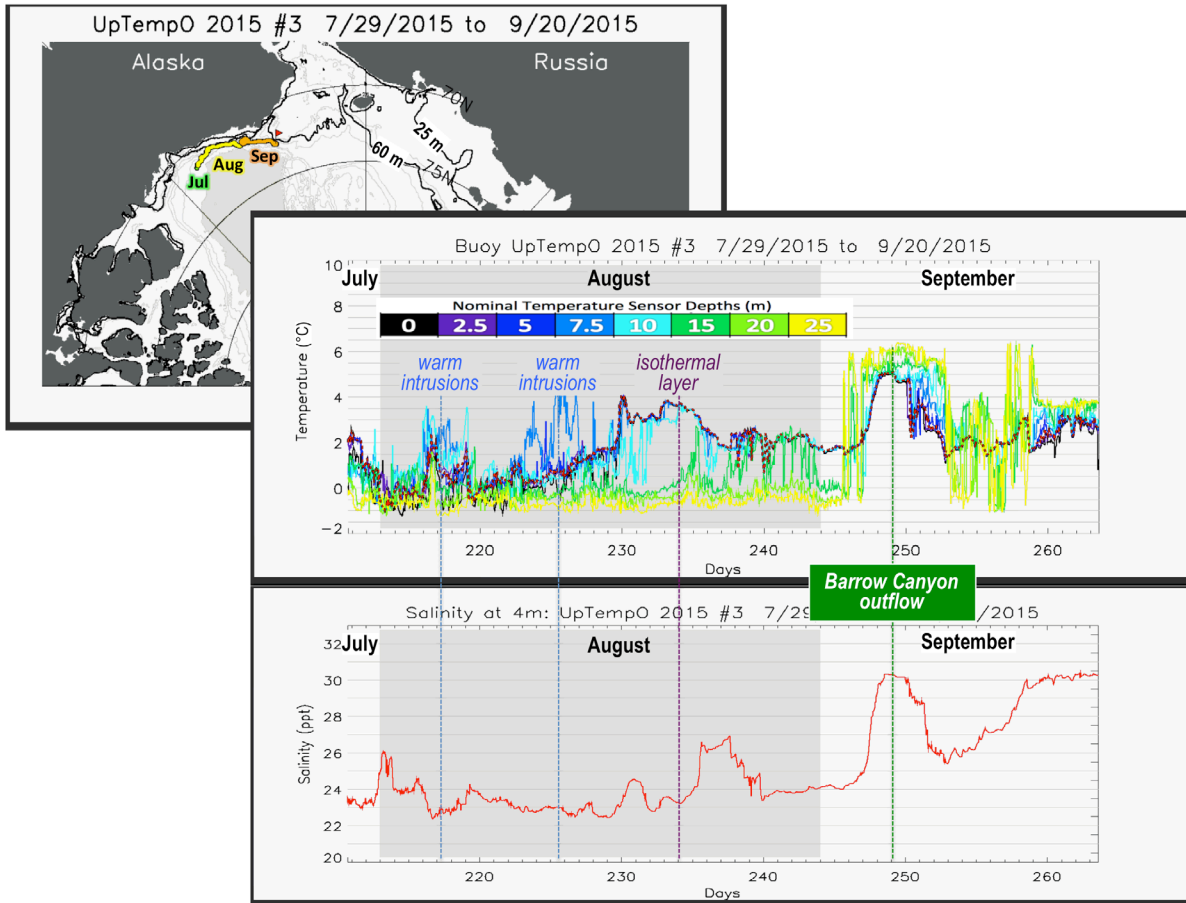 UpTempO 2015 #3 7/29/2015 to 9/20/2015
Alaska
Russia
70N
25 m
60 m
75N
Sep
Aug
Jul
Buoy UpTempO 2015 #3 7/29/2015 to 9/20/2015
July
August
September
Nominal Temperature Sensor Depths (m)
0 2.5 5 7.5 10 15 20 25
warm
intrusions
warm
intrusions
isothermal
layer
Temperature (°C)
10
8
6
4
2
0
-2
220 230 240 250 260
Days
Barrow Canyon
outflow
Salinity at 4m: UpTempO 2015 #3 7/29 /2015
July
August
September
Salinity (ppt)
32
30
28
26
24
22
20
220 230 240 250 260
Days